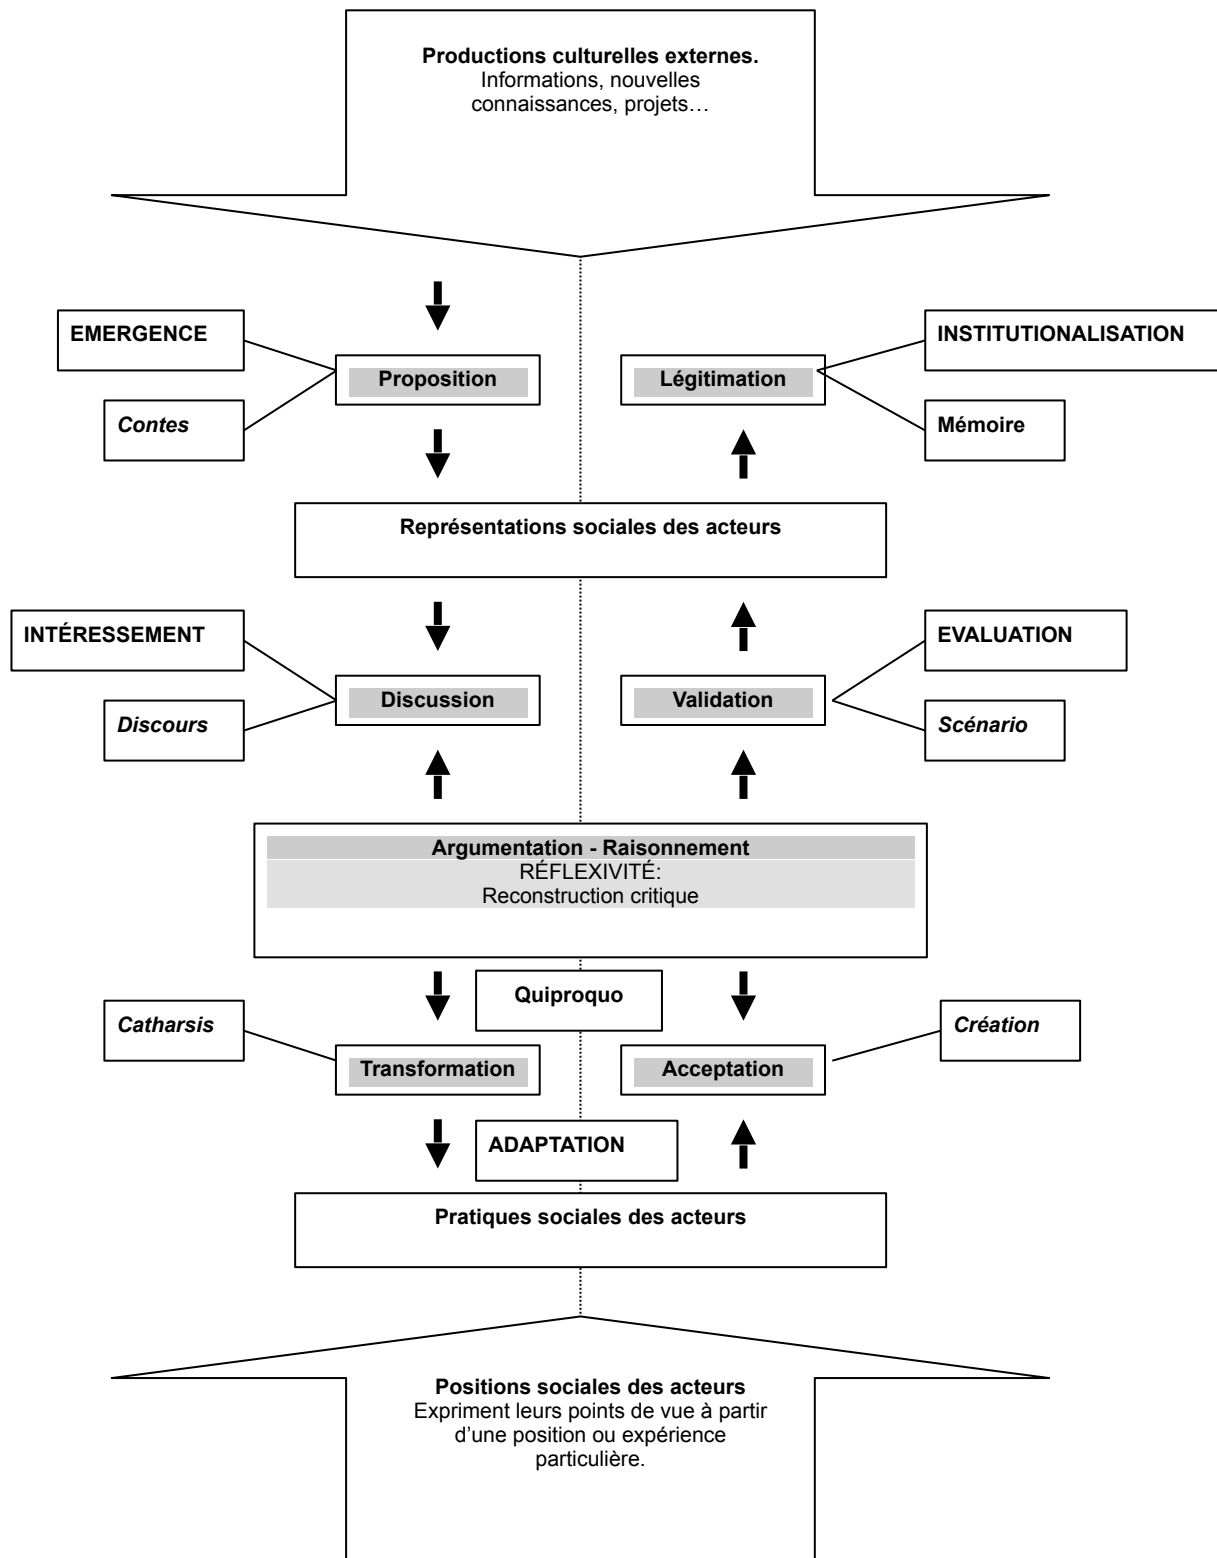 Productions culturelles externes.
Informations, nouvelles
connaissances, projets…
EMERGENCE
INSTITUTIONALISATION
Proposition
Légitimation
Contes
Mémoire
Représentations sociales des acteurs
INTÉRESSEMENT
EVALUATION
Discussion
Validation
Discours
Scénario
Argumentation - Raisonnement
RÉFLEXIVITÉ:
Reconstruction critique
Quiproquo
Catharsis
Création
Transformation
Acceptation
ADAPTATION
Pratiques sociales des acteurs
Positions sociales des acteurs
Expriment leurs points de vue à partir
d’une position ou expérience
particulière.